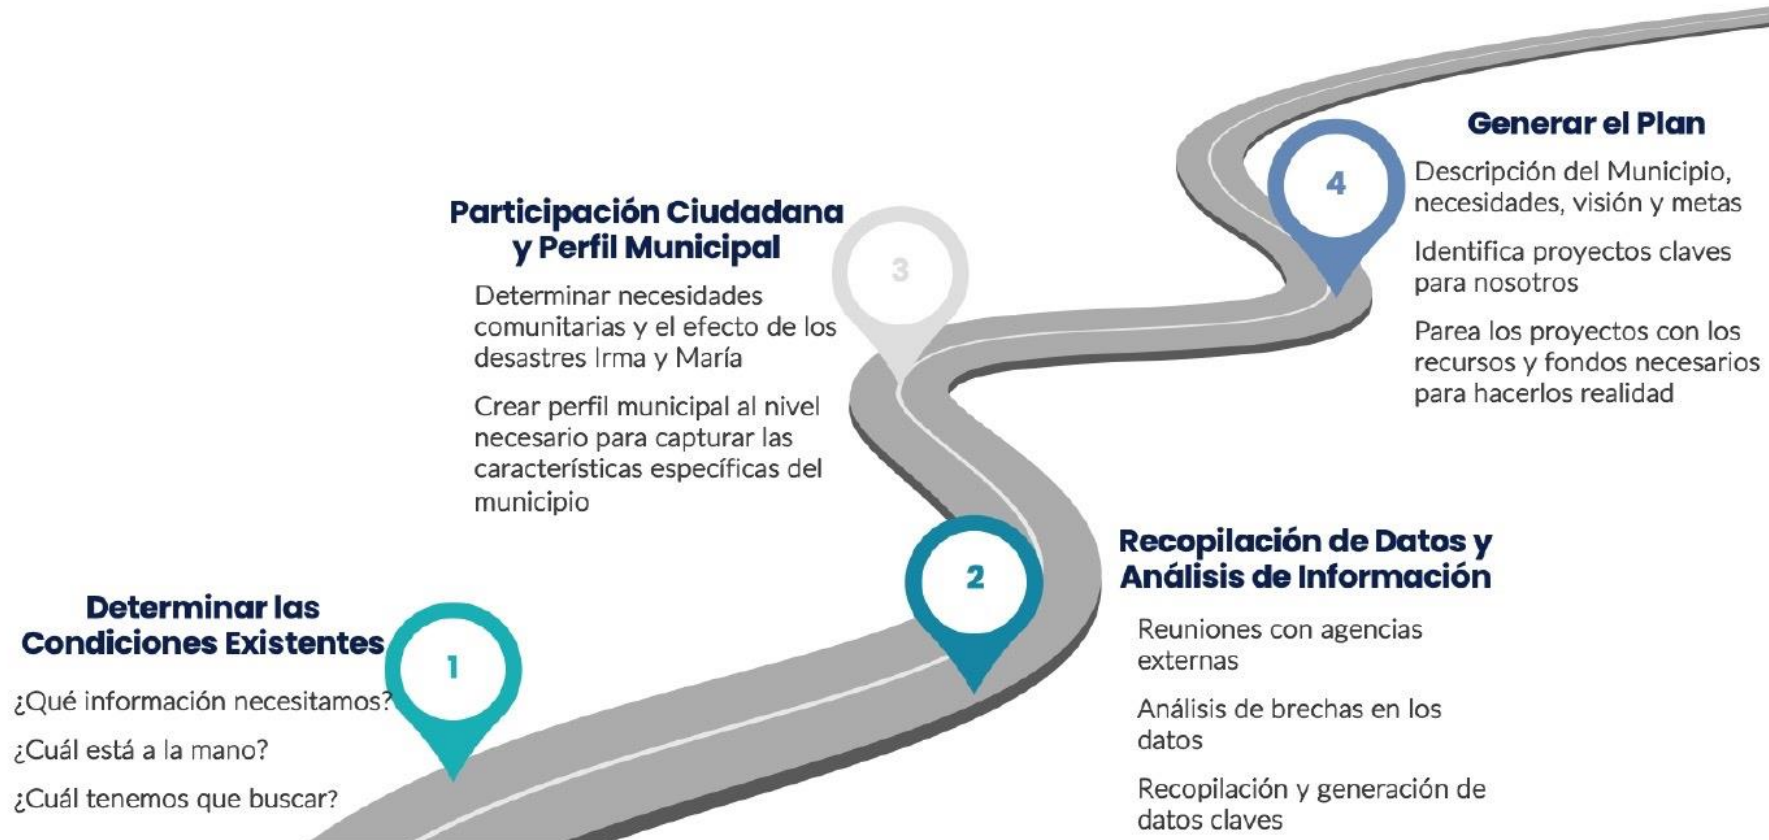 Determinar las
Condiciones Existentes
1
¿Qué información necesitamos?
¿Cuál está a la mano?
¿Cuál tenemos que buscar?
2
Recopilación de Datos y
Análisis de Información
Reuniones con agencias
externas
Análisis de brechas en los
datos
Recopilación y generación de
datos claves
Participación Ciudadana
y Perfil Municipal
3
Determinar necesidades
comunitarias y el efecto de los
desastres Irma y María
Crear perfil municipal al nivel
necesario para capturar las
características específicas del
municipio
4
Generar el Plan
Descripción del Municipio,
necesidades, visión y metas
Identifica proyectos claves
para nosotros
Parea los proyectos con los
recursos y fondos necesarios
para hacerlos realidad